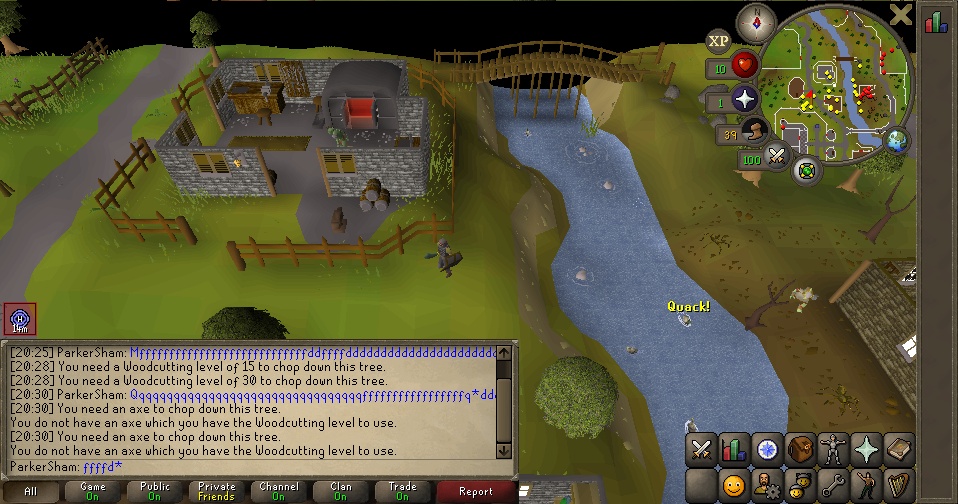 N
XP
10
1
39
100
14m
Quack!
[20:25] ParkerSham: Mfffffffffffffffffffffffffffffddffffddddddddddddddddddddddddd
[20:28] You need a Woodcutting level of 15 to chop down this tree.
[20:28] You need a Woodcutting level of 30 to chop down this tree.
[20:30] ParkerSham: Qqqqqqqqqqqqqqqqqqqqqqqqqqqqqqqqffffffffffffffffffq*ddd
[20:30] You need an axe to chop down this tree.
You do not have an axe which you have the Woodcutting level to use.
[20:30] You need an axe to chop down this tree.
You do not have an axe which you have the Woodcutting level to use.
ParkerSham: ffffd*
All
Game
On
Public
On
Private
Friends
Channel
On
Clan
On
Trade
On
Report